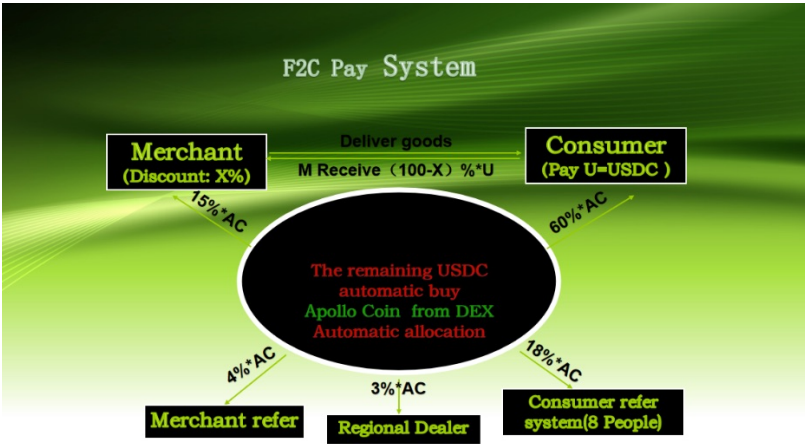 F2C Pay System
Merchant
(Discount: X%)
Deliver goods
M Receive（100-X）%*U
Consumer
(Pay U=USDC )
15%*AC
60%*AC
The remaining USDC
automatic buy
Apollo Coin from DEX
Automatic allocation
4%*AC
3%*AC
18%*AC
Merchant refer
Regional Dealer
Consumer refer
system(8 People)